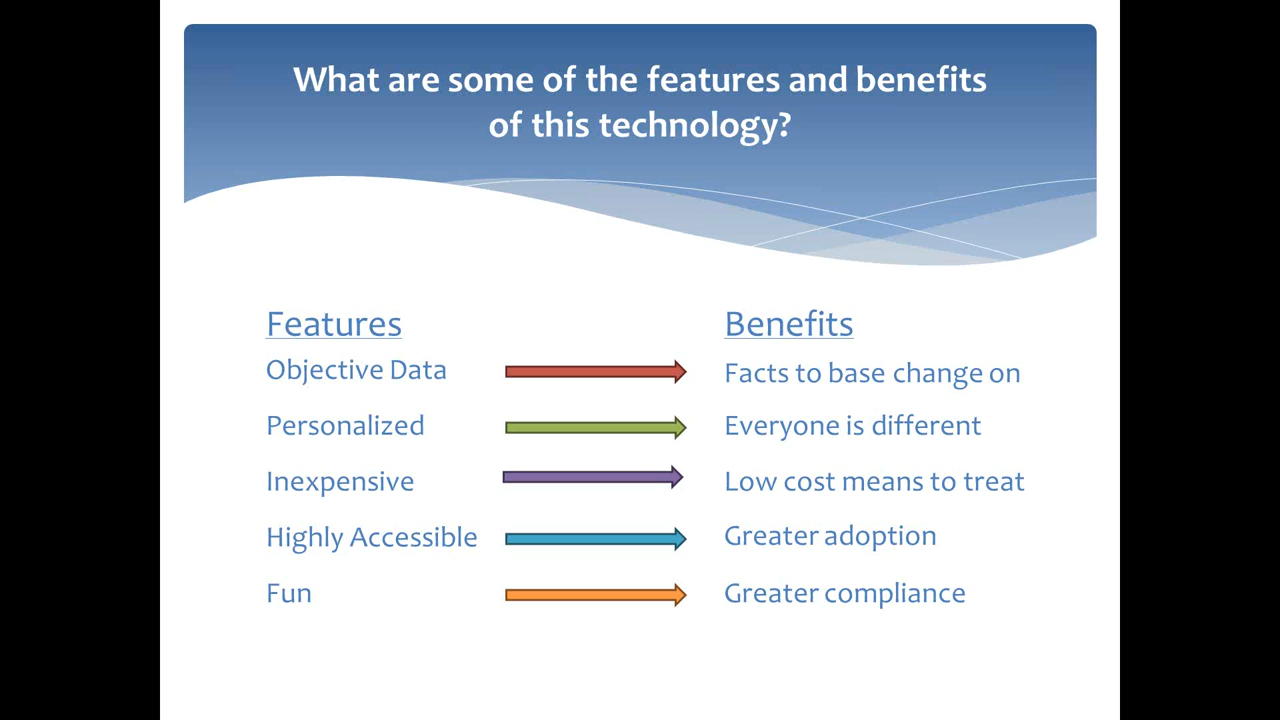 What are some of the features and benefits
of this technology?
Features
Benefits
Objective Data
Facts to base change on
Personalized
Everyone is different
Inexpensive
Low cost means to treat
Highly Accessible
Greater adoption
Fun
Greater compliance